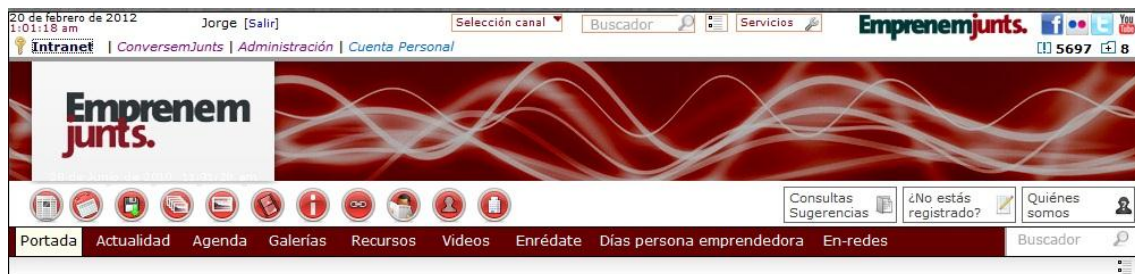 20 de febrero de 2012
1:01:18 am
Jorge [Salir]
Selección canal
Buscador
Servicios
Emprenemjunts.
f
You
Tube
Intranet | ConversemJunts | Administración | Cuenta Personal
[!] 5697 [+] 8
Emprenem
junts.
Consultas
Sugerencias
¿No estás
registrado?
Quiénes
somos
Portada Actualidad Agenda Galerías Recursos Videos Enrédate Días persona emprendedora En-redes
Buscador